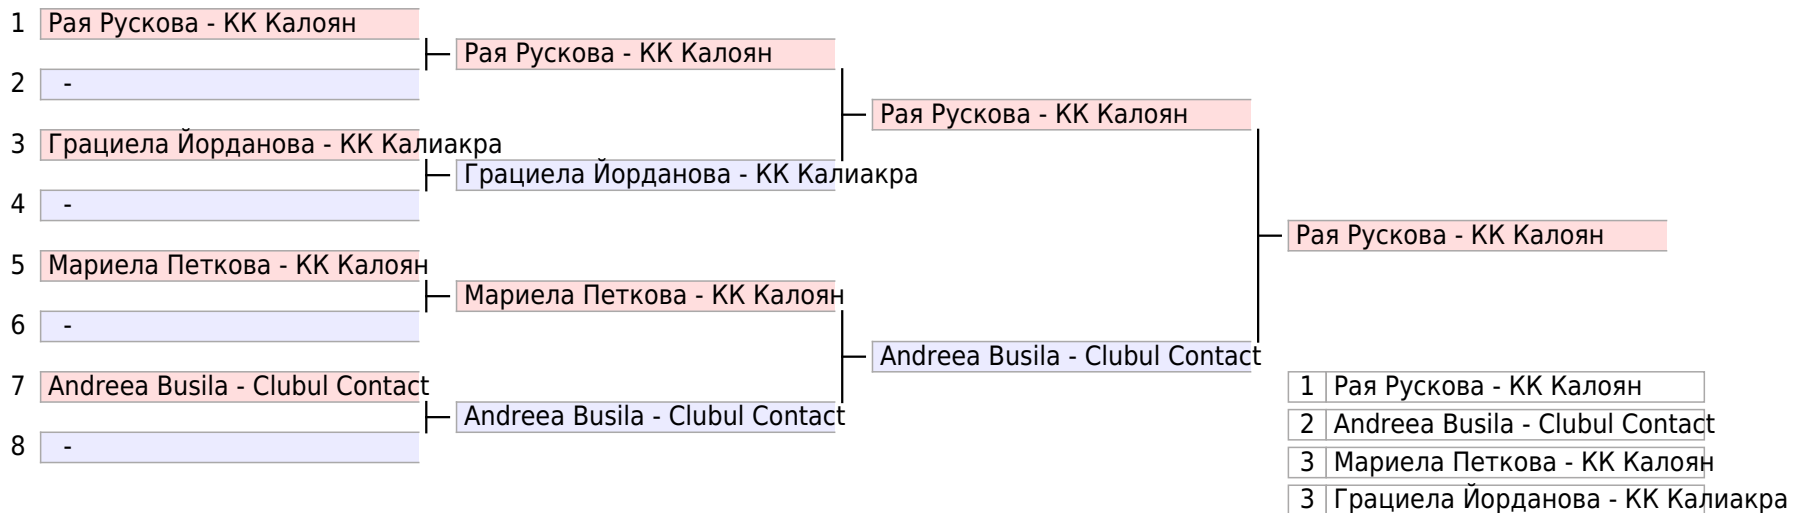 1 Рая Рускова - КК Калоян
2 -
3 Грациела Йорданова - КК Калиакра
4 -
5 Мариела Петкова - КК Калоян
6 -
7 Andreea Busila - Clubul Contact
8 -
Рая Рускова - КК Калоян
Грациела Йорданова - КК Калиакра
Мариела Петкова - КК Калоян
Andreea Busila - Clubul Contact
Рая Рускова - КК Калоян
Andreea Busila - Clubul Contact
Рая Рускова - КК Калоян
1 Рая Рускова - КК Калоян
2 Andreea Busila - Clubul Contact
3 Мариела Петкова - КК Калоян
3 Грациела Йорданова - КК Калиакра